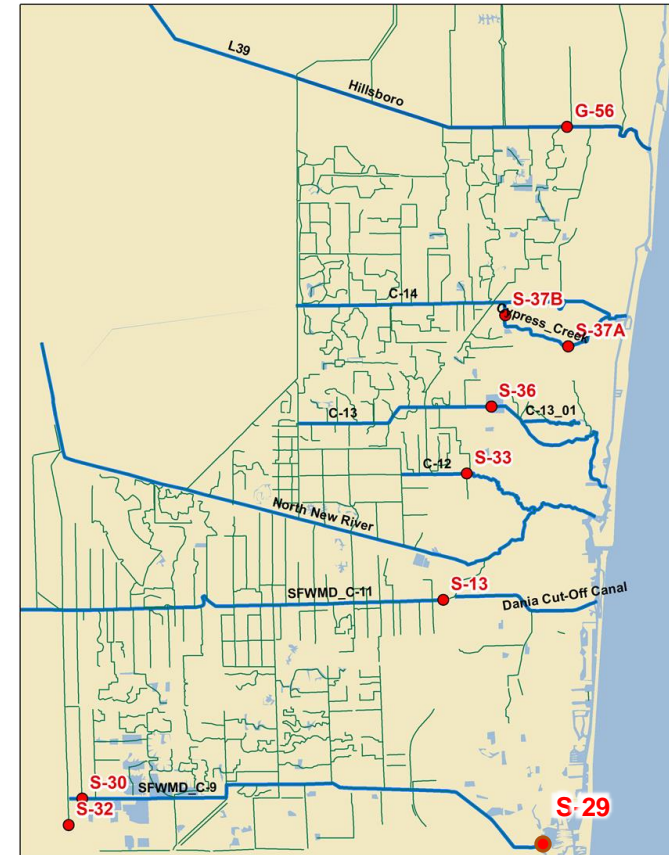 L39
Hillsboro
G-56
C-14
S-37B
Cypress_Creek
S-37A
S-36
C-13
C-13_01
S-33
C-12
North New River
S-13
SFWMD_C-11
Dania Cut-Off Canal
S-30
SFWMD_C-9
S-32
S-29